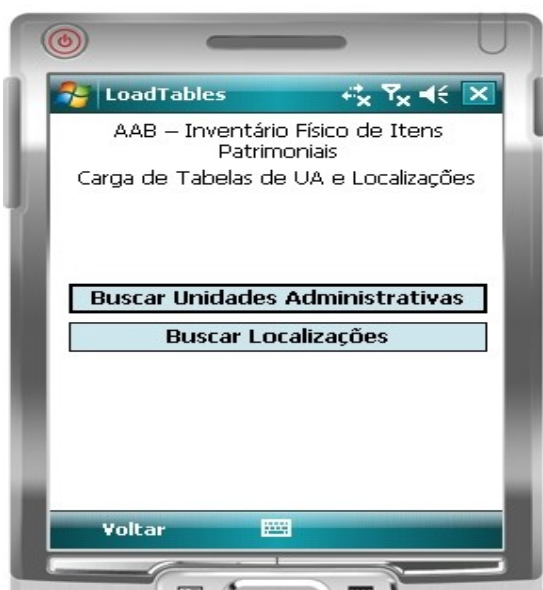 LoadTables
AAB – Inventário Físico de Itens
Patrimoniais
Carga de Tabelas de UA e Localizações
Buscar Unidades Administrativas
Buscar Localizações
Voltar